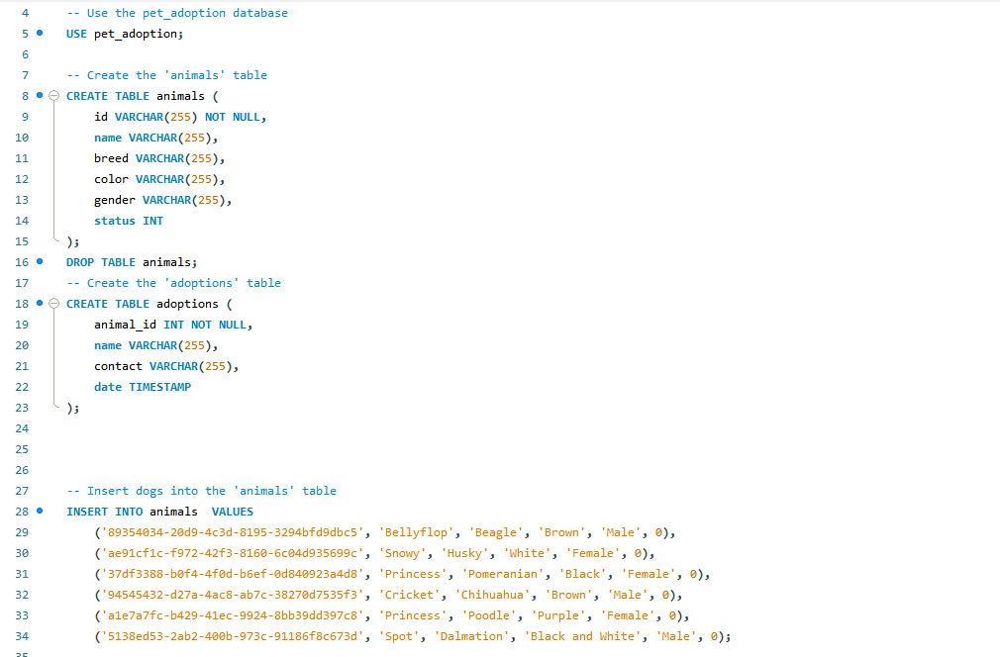 4 -- Use the pet_adoption database
5 USE pet_adoption;
6
7 -- Create the 'animals' table
8 CREATE TABLE animals (
9 id VARCHAR(255) NOT NULL,
10 name VARCHAR(255),
11 breed VARCHAR(255),
12 color VARCHAR(255),
13 gender VARCHAR(255),
14 status INT
15 );
16 DROP TABLE animals;
17 -- Create the 'adoptions' table
18 CREATE TABLE adoptions (
19 animal_id INT NOT NULL,
20 name VARCHAR(255),
21 contact VARCHAR(255),
22 date TIMESTAMP
23 );
24
25
26
27 -- Insert dogs into the 'animals' table
28 INSERT INTO animals  VALUES
29 ('89354034-20d9-4c3d-8195-3294bfd9dbc5', 'Bellyflop', 'Beagle', 'Brown', 'Male', 0),
30 ('ae91cf1c-f972-42f3-8160-6c04d935699c', 'Snowy', 'Husky', 'White', 'Female', 0),
31 ('37df3388-b0f4-4f0d-b6ef-0d840923a4d8', 'Princess', 'Pomeranian', 'Black', 'Female', 0),
32 ('94545432-d27a-4ac8-ab7c-38270d7535f3', 'Cricket', 'Chihuahua', 'Brown', 'Male', 0),
33 ('a1e7a7fc-b429-41ec-9924-8bb39dd397c8', 'Princess', 'Poodle', 'Purple', 'Female', 0),
34 ('5138ed53-2ab2-400b-973c-91186f8c673d', 'Spot', 'Dalmation', 'Black and White', 'Male', 0);
35